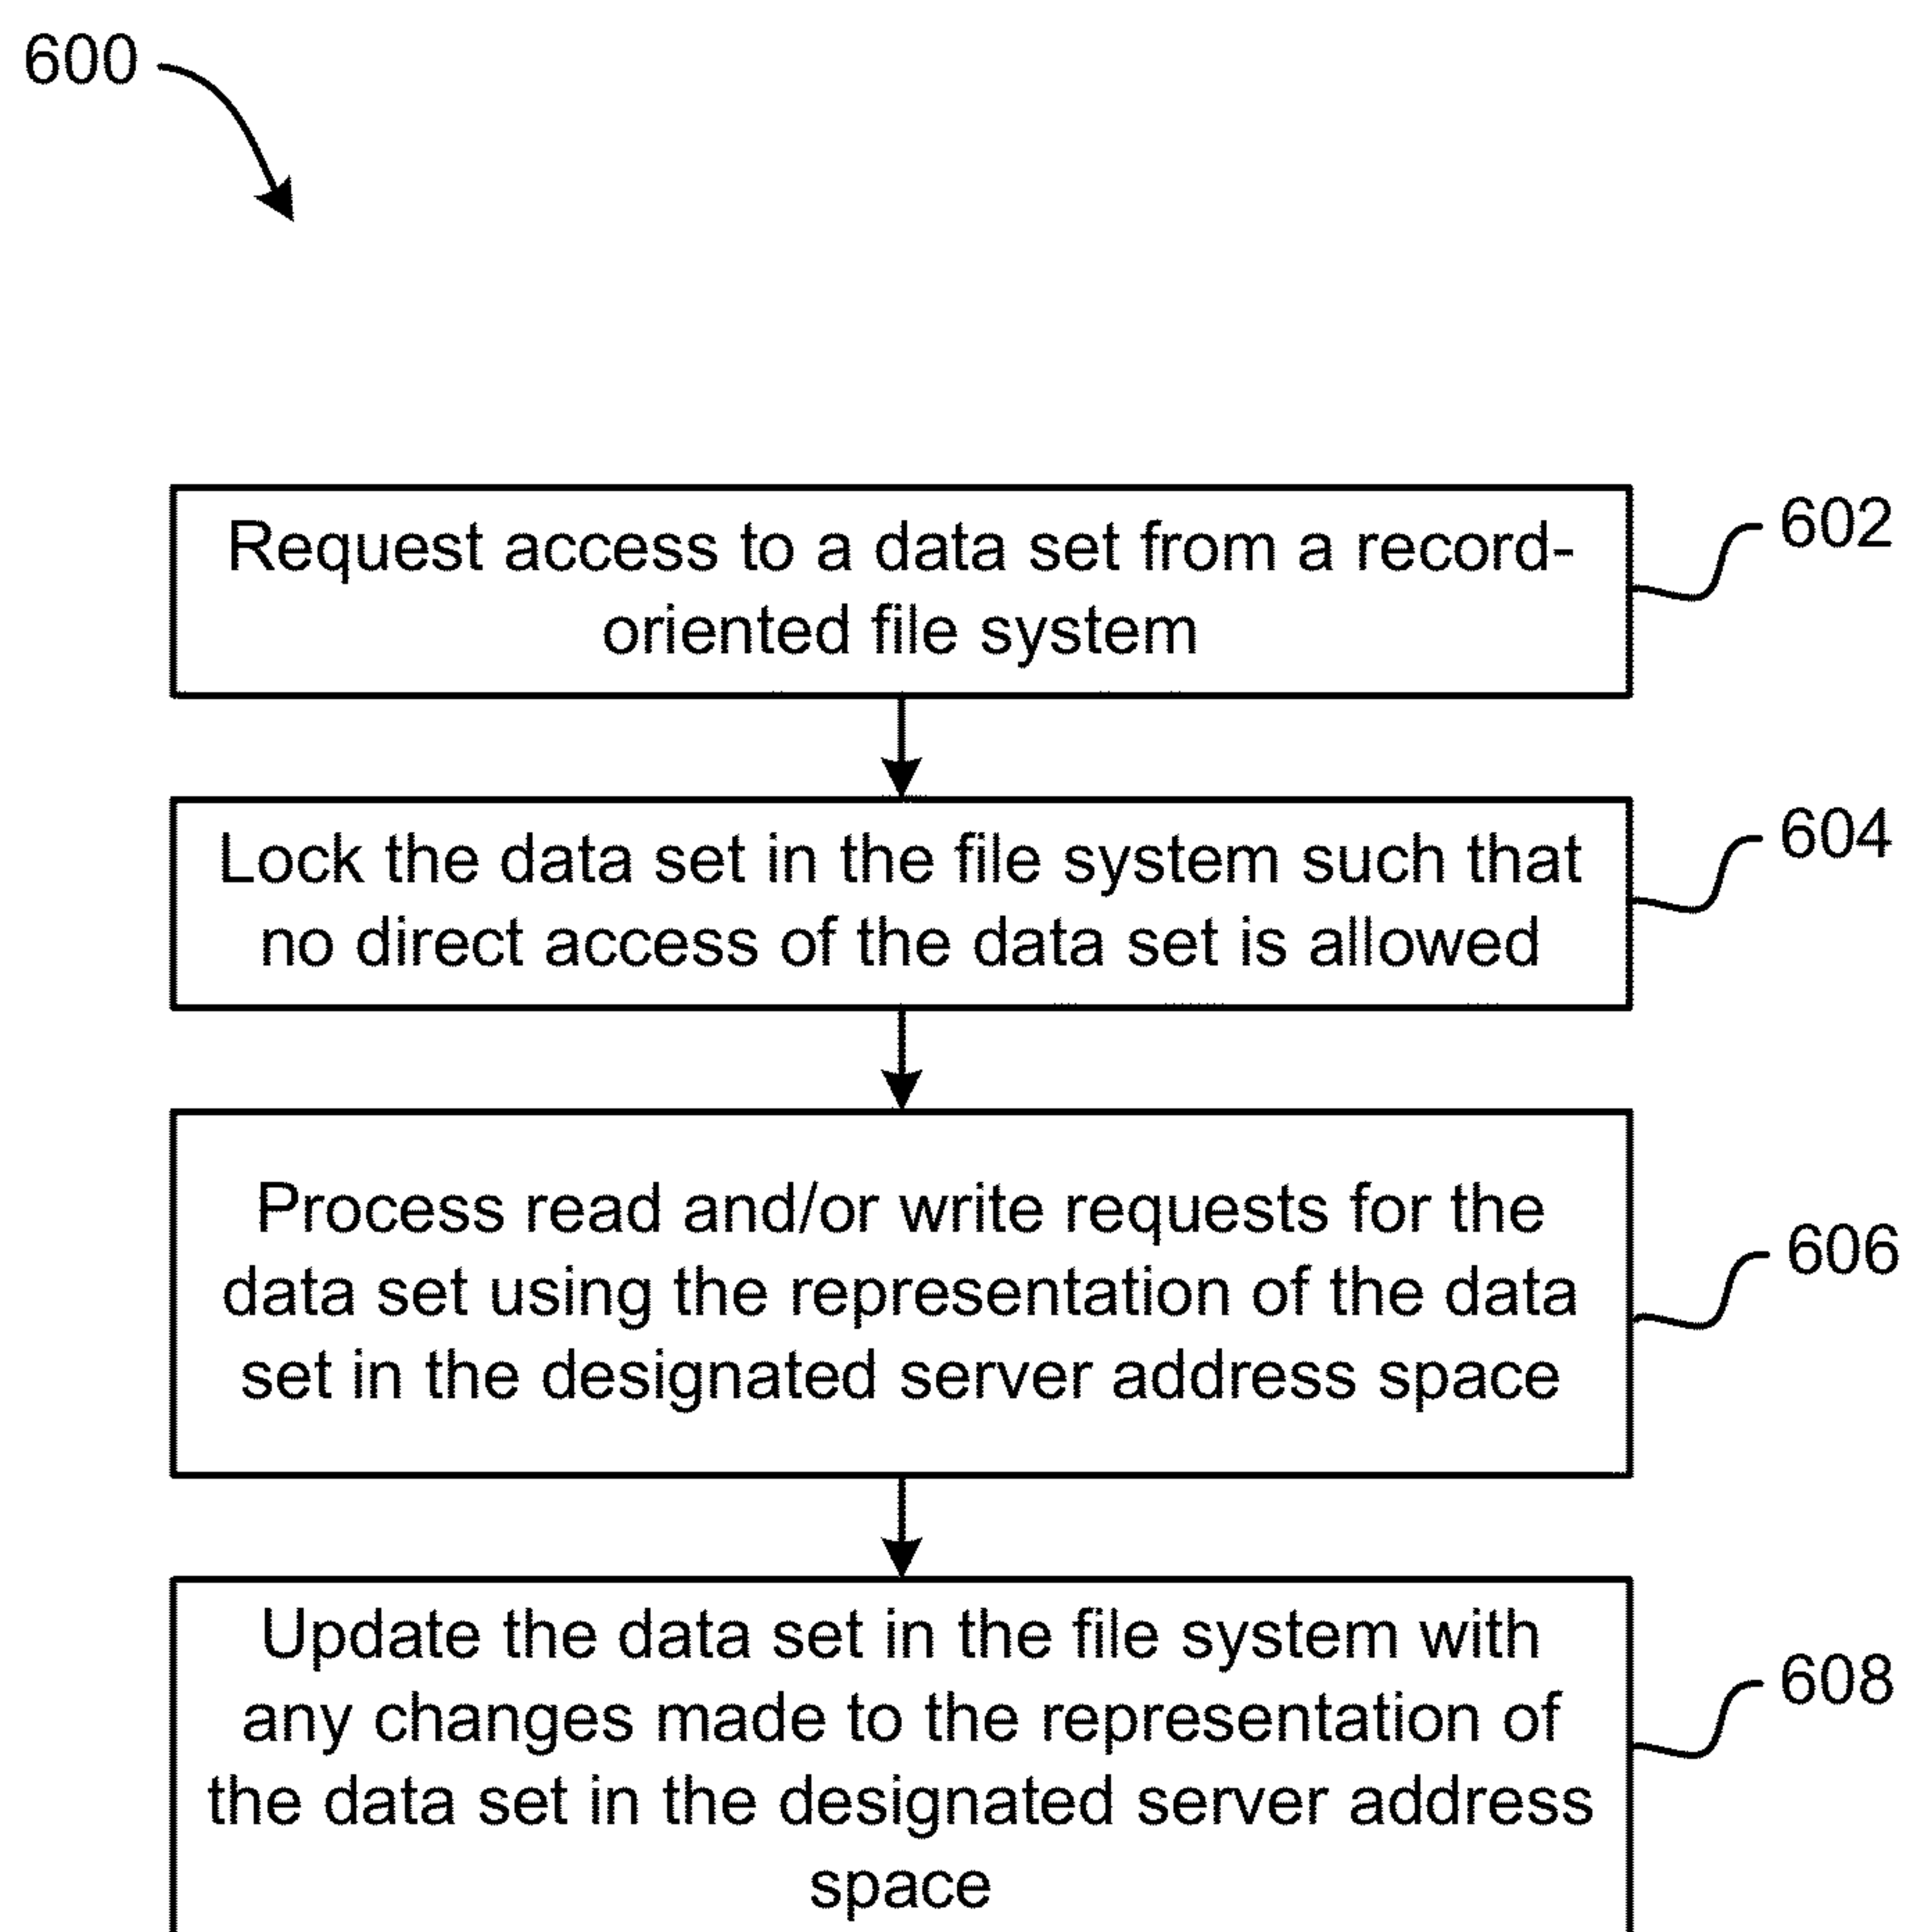 600
Request access to a data set from a record-
oriented file system
602
Lock the data set in the file system such that
no direct access of the data set is allowed
604
Process read and/or write requests for the
data set using the representation of the data
set in the designated server address space
606
Update the data set in the file system with
any changes made to the representation of
the data set in the designated server address
space
608